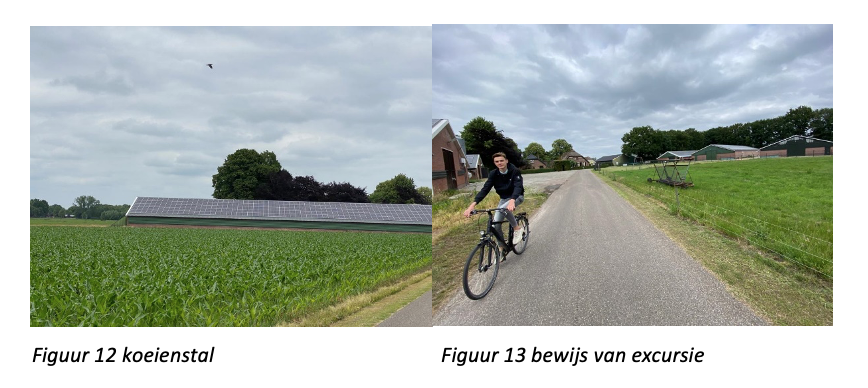 Figuur 12 koeienstal
Figuur 13 bewijs van excursie